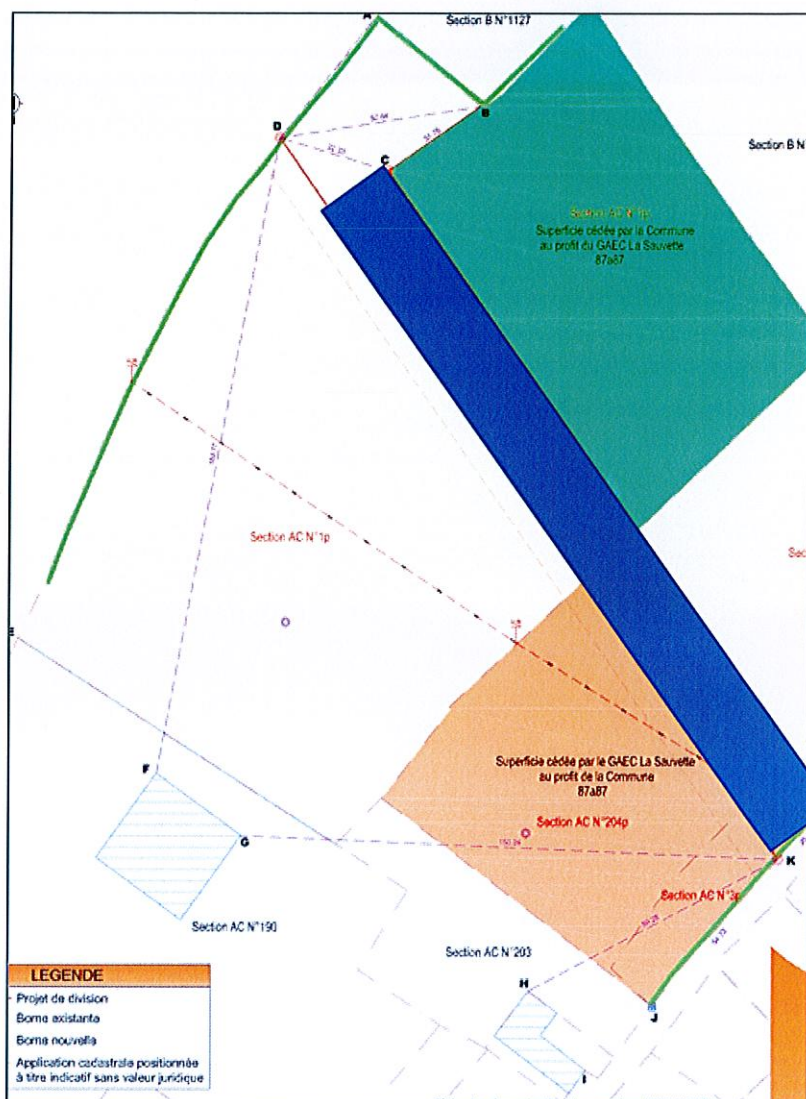 A
Section B N°1127
D
B
Section B N
C
Section AC N°1p
Superficie cédée par la Commune
au profit du GAEC La Sauvette
87a87
Section AC N°1p
Sec
E
Superficie cédée par le GAEC La Sauvette
au profit de la Commune
87a87
F
Section AC N°204p
G
150.26
K
Section AC N°3p
Section AC N°190
Section AC N°203
H
J
I
LEGENDE
Projet de division
Borne existante
Borne nouvelle
Application cadastrale positionnée
à titre indicatif sans valeur juridique